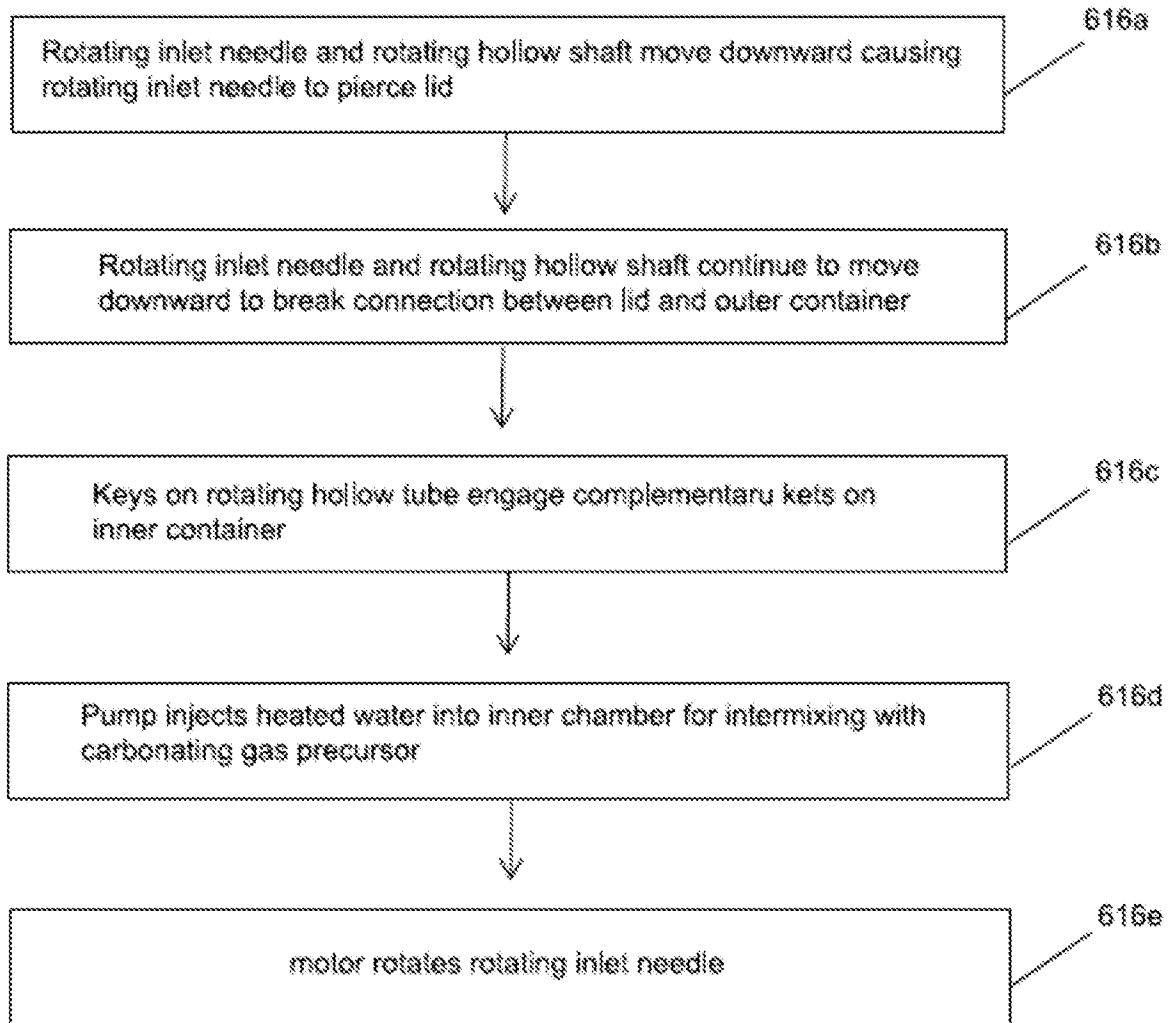 616a
Rotating inlet needle and rotating hollow shaft move downward causing
rotating inlet needle to pierce lid
616b
Rotating inlet needle and rotating hollow shaft continue to move
downward to break connection between lid and outer container
616c
Keys on rotating hollow tube engage complementaru kets on
inner container
616d
Pump injects heated water into inner chamber for intermixing with
carbonating gas precursor
616e
motor rotates rotating inlet needle